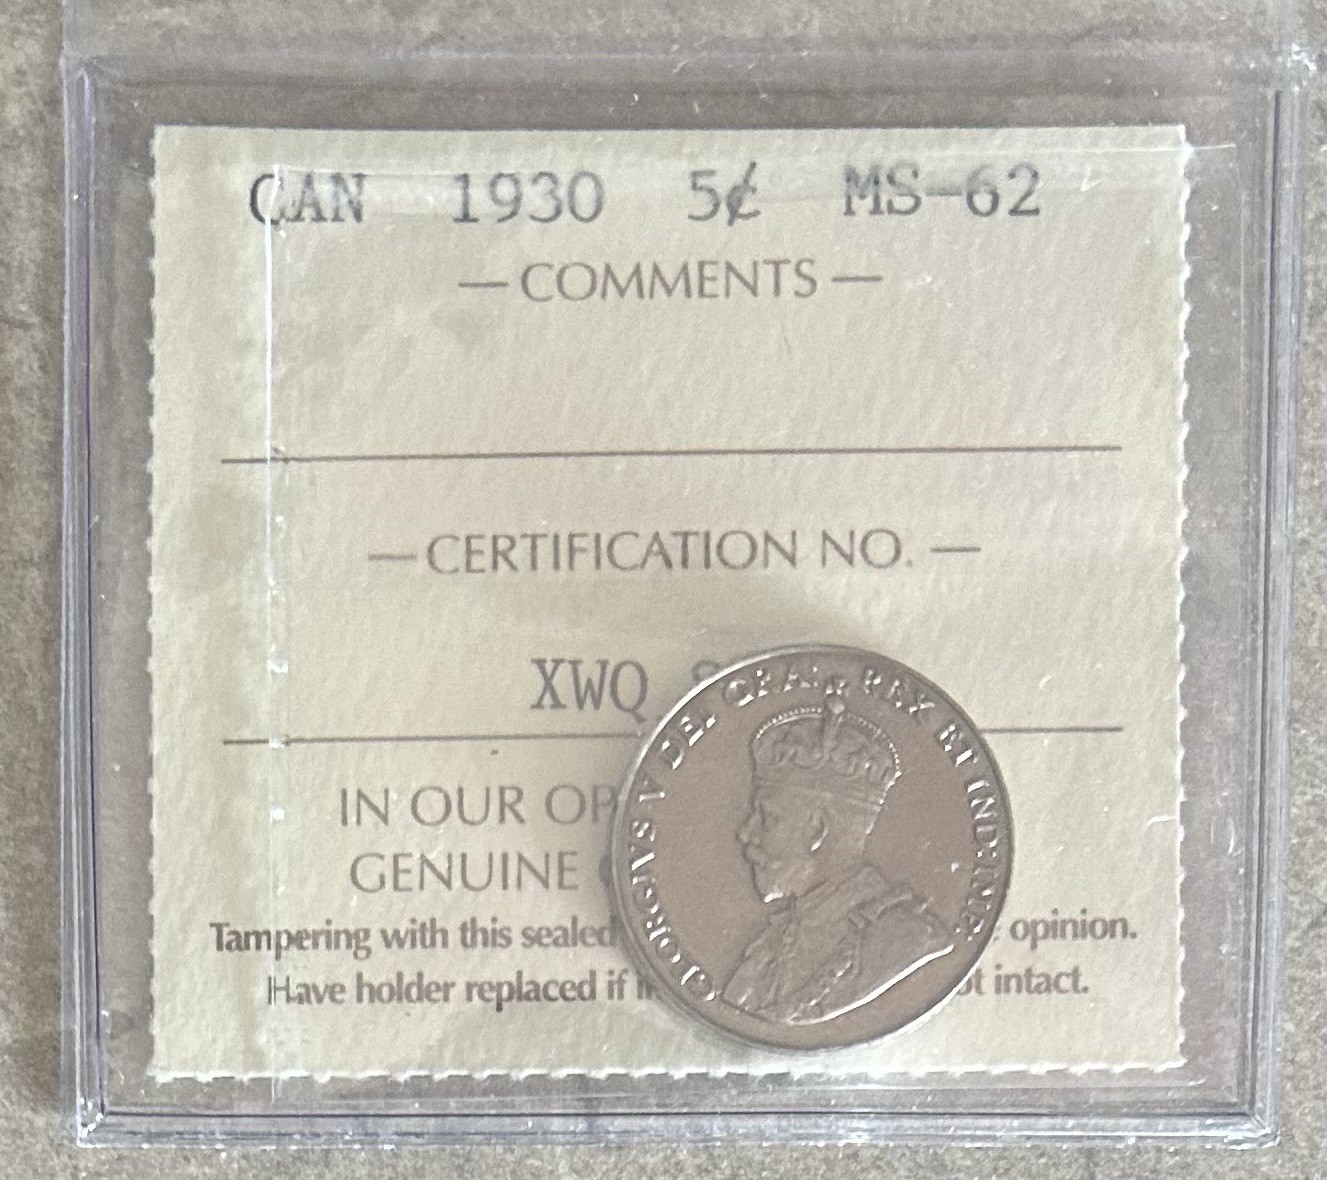 CAN 1930 5¢ MS-62
— COMMENTS —
— CERTIFICATION NO. —
XWQ
IN OUR OP
GENUINE
Tampering with this sealed opinion.
Have holder replaced if ot intact.
GEORGIVS V DEI GRA: REX ET IND: IMP: